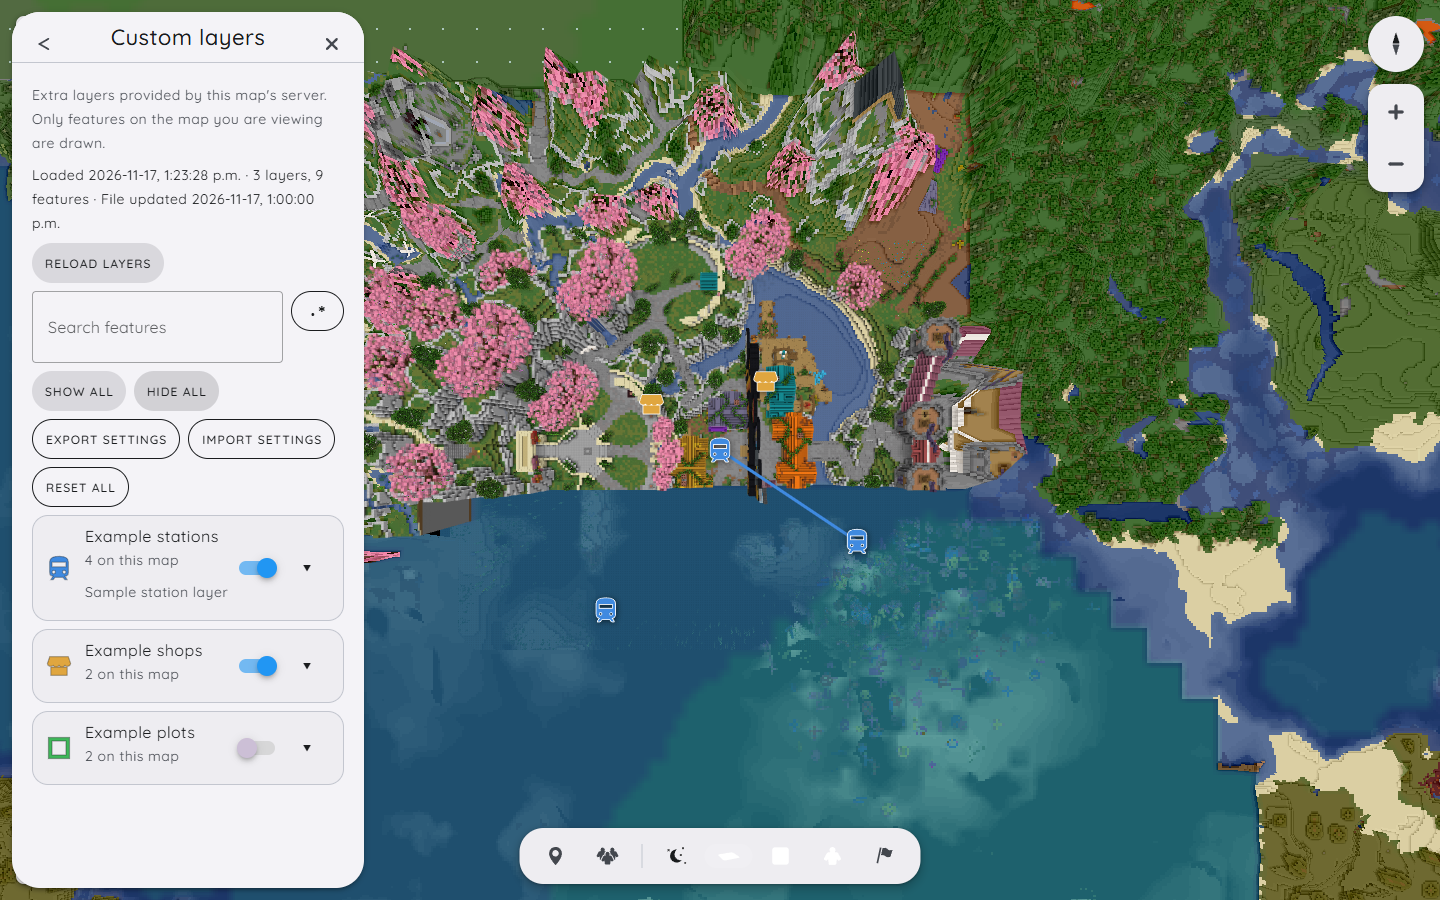 <
Custom layers
Extra layers provided by this map's server.
Only features on the map you are viewing
are drawn.
Loaded 2026-11-17, 1:23:28 p.m. · 3 layers, 9
features · File updated 2026-11-17, 1:00:00
p.m.
RELOAD LAYERS
Search features
.*
SHOW ALL
HIDE ALL
EXPORT SETTINGS
IMPORT SETTINGS
RESET ALL
Example stations
4 on this map
Sample station layer
Example shops
2 on this map
Example plots
2 on this map